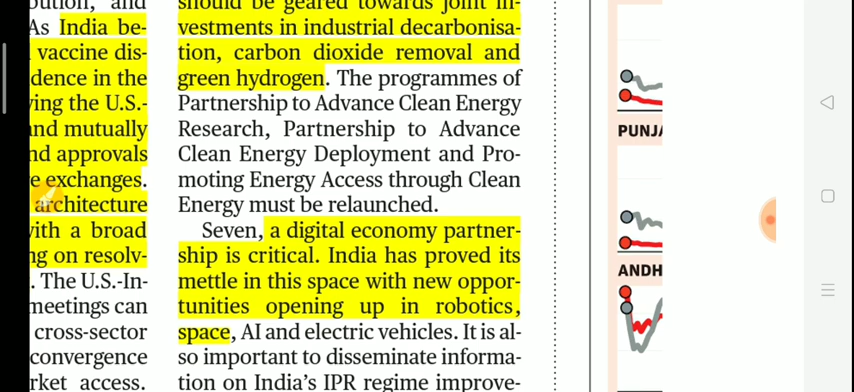 bution, and
As India be-
vaccine dis-
dence in the
ving the U.S.-
and mutually
nd approvals
e exchanges.
architecture
with a broad
ng on resolv-
. The U.S.-In-
meetings can
cross-sector
convergence
rket access.
should be geared towards joint in-
vestments in industrial decarbonisa-
tion, carbon dioxide removal and
green hydrogen. The programmes of
Partnership to Advance Clean Energy
Research, Partnership to Advance
Clean Energy Deployment and Pro-
moting Energy Access through Clean
Energy must be relaunched.
Seven, a digital economy partner-
ship is critical. India has proved its
mettle in this space with new oppor-
tunities opening up in robotics,
space, AI and electric vehicles. It is al-
so important to disseminate informa-
tion on India's IPR regime improve-
PUNJA
ANDH